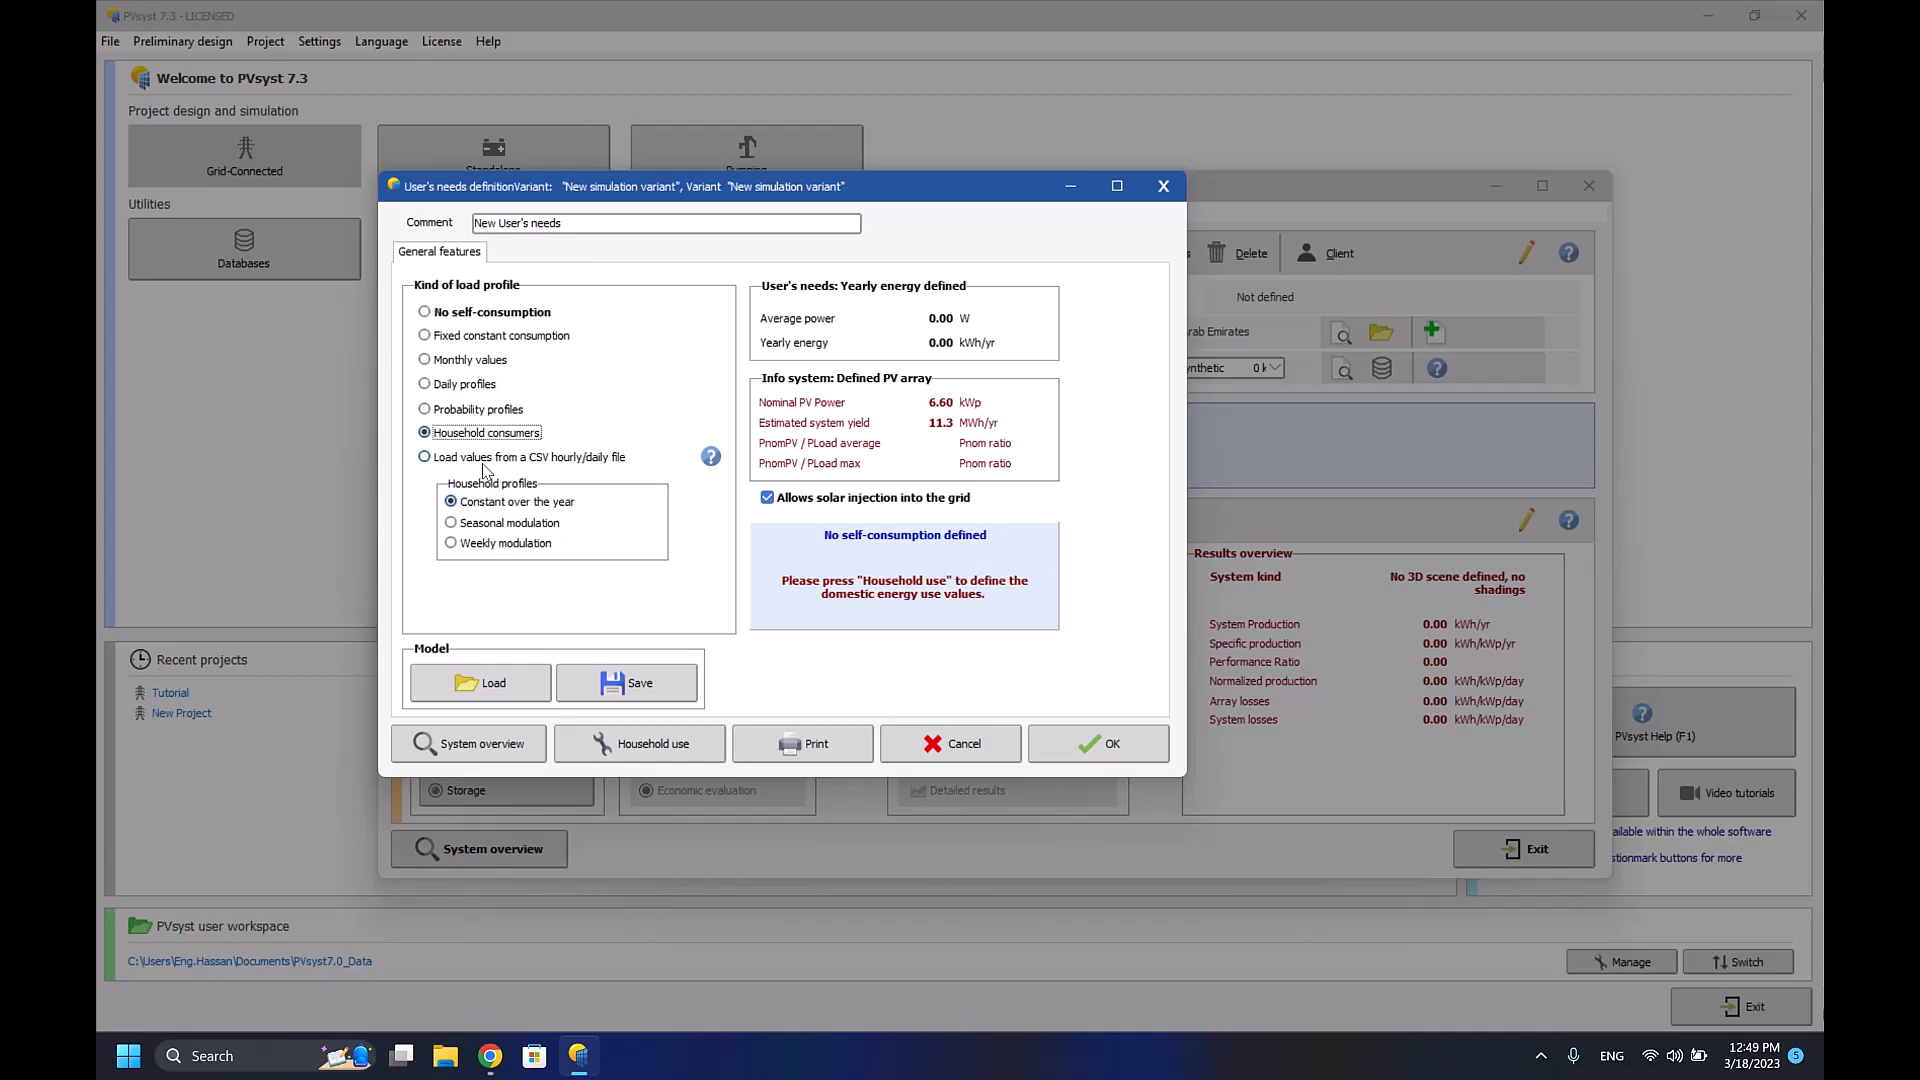 PVsyst 7.3 - LICENSED
File Preliminary design Project Settings Language License Help
Welcome to PVsyst 7.3
Project design and simulation
Grid-Connected
Utilities
Databases
User's needs definitionVariant: "New simulation variant", Variant "New simulation variant"
Comment New User's needs
General features
Kind of load profile
No self-consumption
Fixed constant consumption
Monthly values
Daily profiles
Probability profiles
Household consumers
Load values from a CSV hourly/daily file
Household profiles
Constant over the year
Seasonal modulation
Weekly modulation
User's needs: Yearly energy defined
Average power 0.00 W
Yearly energy 0.00 kWh/yr
Info system: Defined PV array
Nominal PV Power 6.60 kWp
Estimated system yield 11.3 MWh/yr
PnomPV / PLoad average Pnom ratio
PnomPV / PLoad max Pnom ratio
Allows solar injection into the grid
No self-consumption defined
Please press "Household use" to define the
domestic energy use values.
Model
Load Save
System overview Household use Print Cancel OK
Delete Client
Not defined
Arab Emirates
Results overview
System kind No 3D scene defined, no
shadings
System Production 0.00 kWh/yr
Specific production 0.00 kWh/kWp/yr
Performance Ratio 0.00
Normalized production 0.00 kWh/kWp/day
Array losses 0.00 kWh/kWp/day
System losses 0.00 kWh/kWp/day
Storage Economic evaluation Detailed results
System overview Exit
Recent projects
Tutorial
New Project
PVsyst Help (F1)
Video tutorials
within the whole software
buttons for more
PVsyst user workspace
C:\Users\Eng.Hassan\Documents\PVsyst7.0_Data
Manage Switch
Exit
Search
ENG
12:49 PM
3/18/2023
5